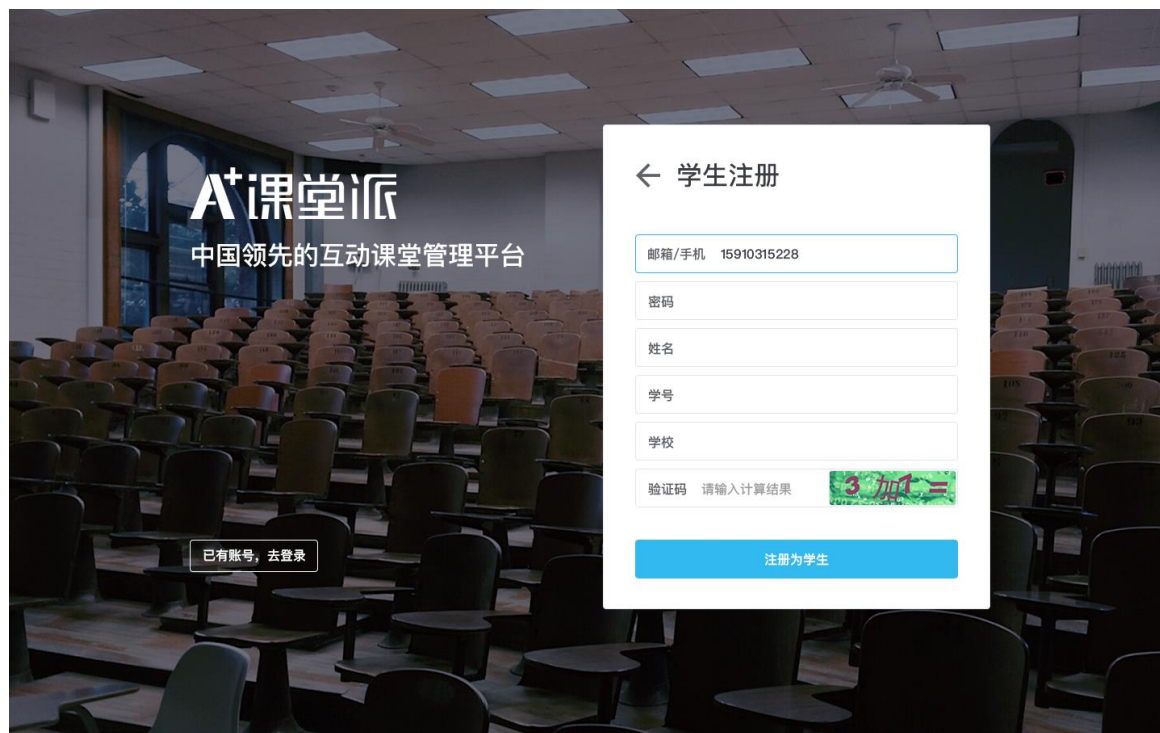 A+课堂派
中国领先的互动课堂管理平台
已有账号，去登录
← 学生注册
邮箱/手机 15910315228
密码
姓名
学号
学校
验证码 请输入计算结果 3 加 1 =
注册为学生